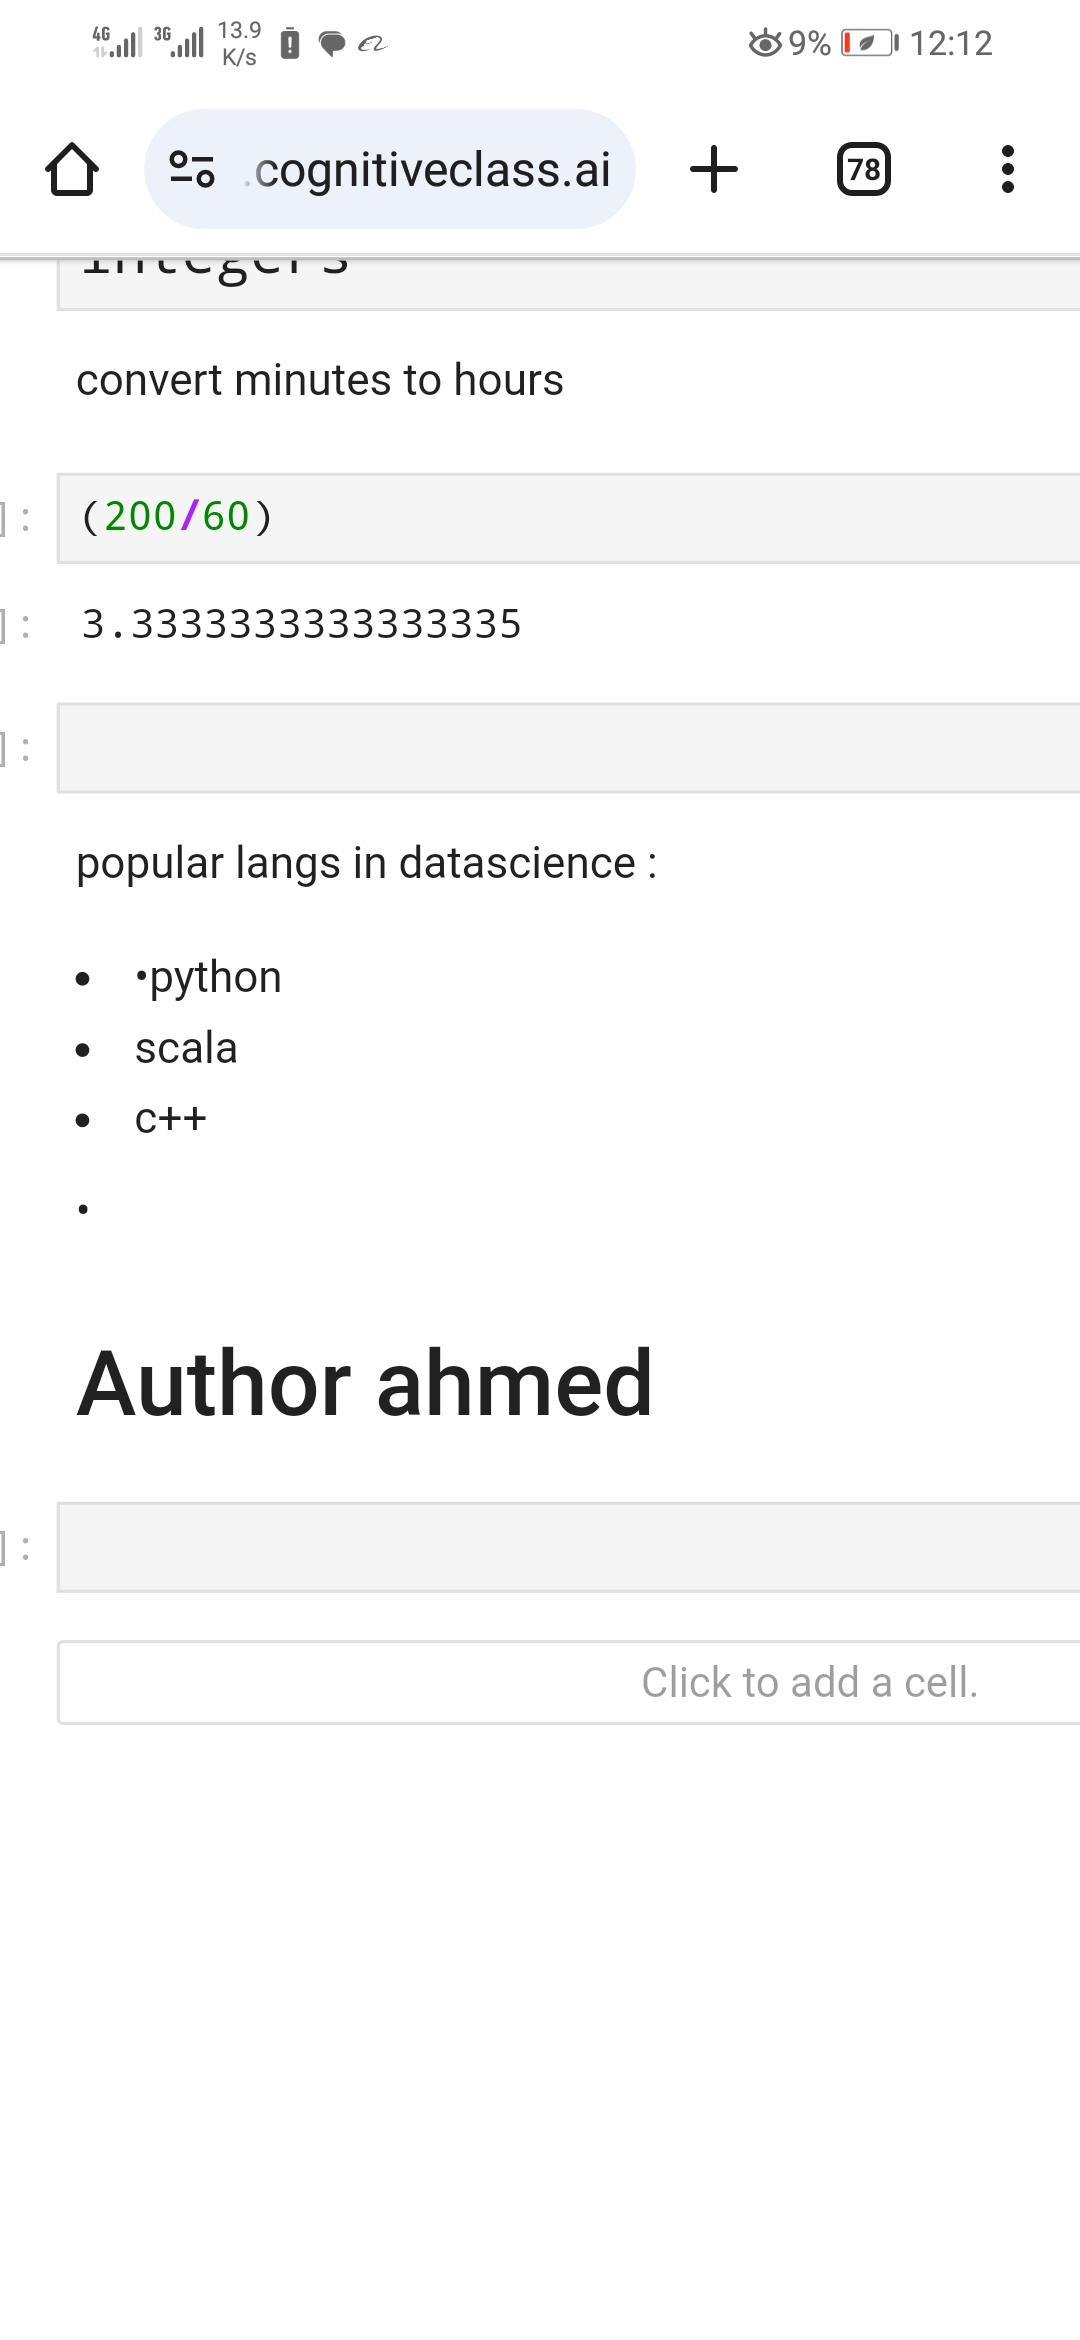 4G 3G 13.9 K/s 9% 12:12
.cognitiveclass.ai 78
integers
convert minutes to hours
]: (200/60)
]: 3.3333333333333335
]:
popular langs in datascience :
• •python
• scala
• c++
•
Author ahmed
]:
Click to add a cell.